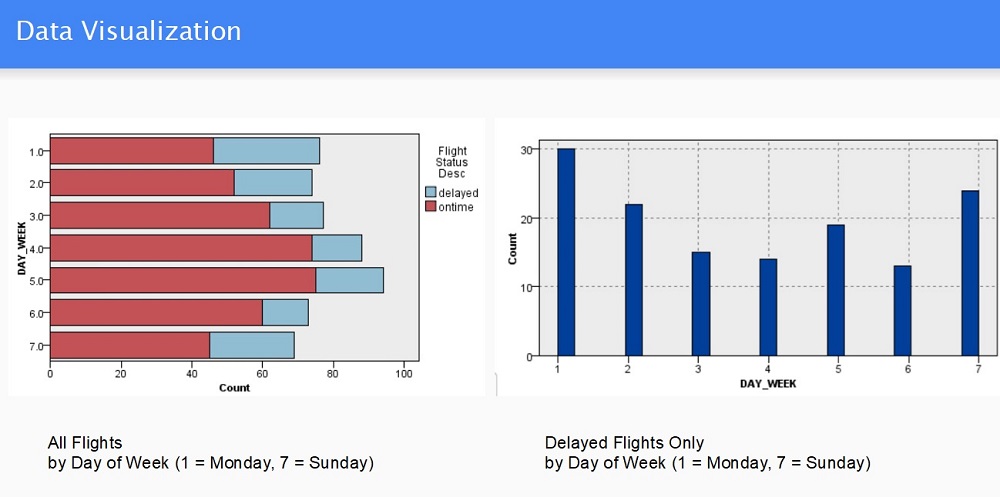 Data Visualization
1.0
2.0
3.0
4.0
5.0
6.0
7.0
DAY_WEEK
0 20 40 60 80 100
Count
Flight
Status
Desc
delayed
ontime
30
20
10
0
Count
1 2 3 4 5 6 7
DAY_WEEK
All Flights
by Day of Week (1 = Monday, 7 = Sunday)
Delayed Flights Only
by Day of Week (1 = Monday, 7 = Sunday)